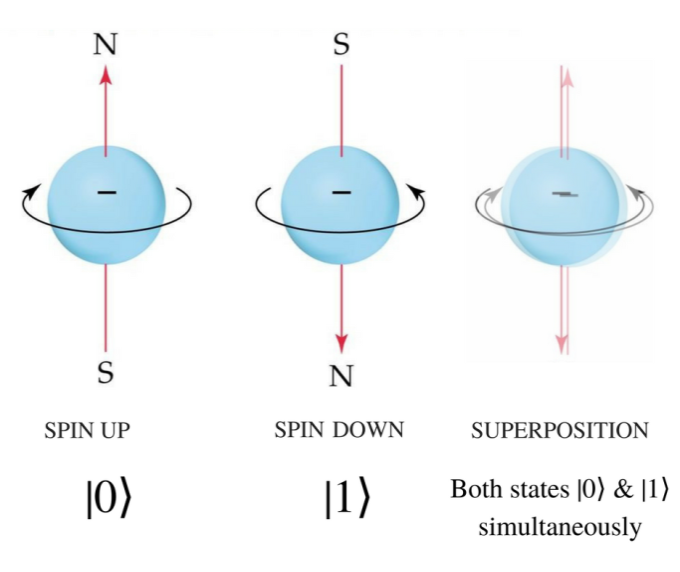 N
S
−
−
−
S
N
SPIN UP
SPIN DOWN
SUPERPOSITION
|0⟩
|1⟩
Both states |0⟩ & |1⟩
simultaneously